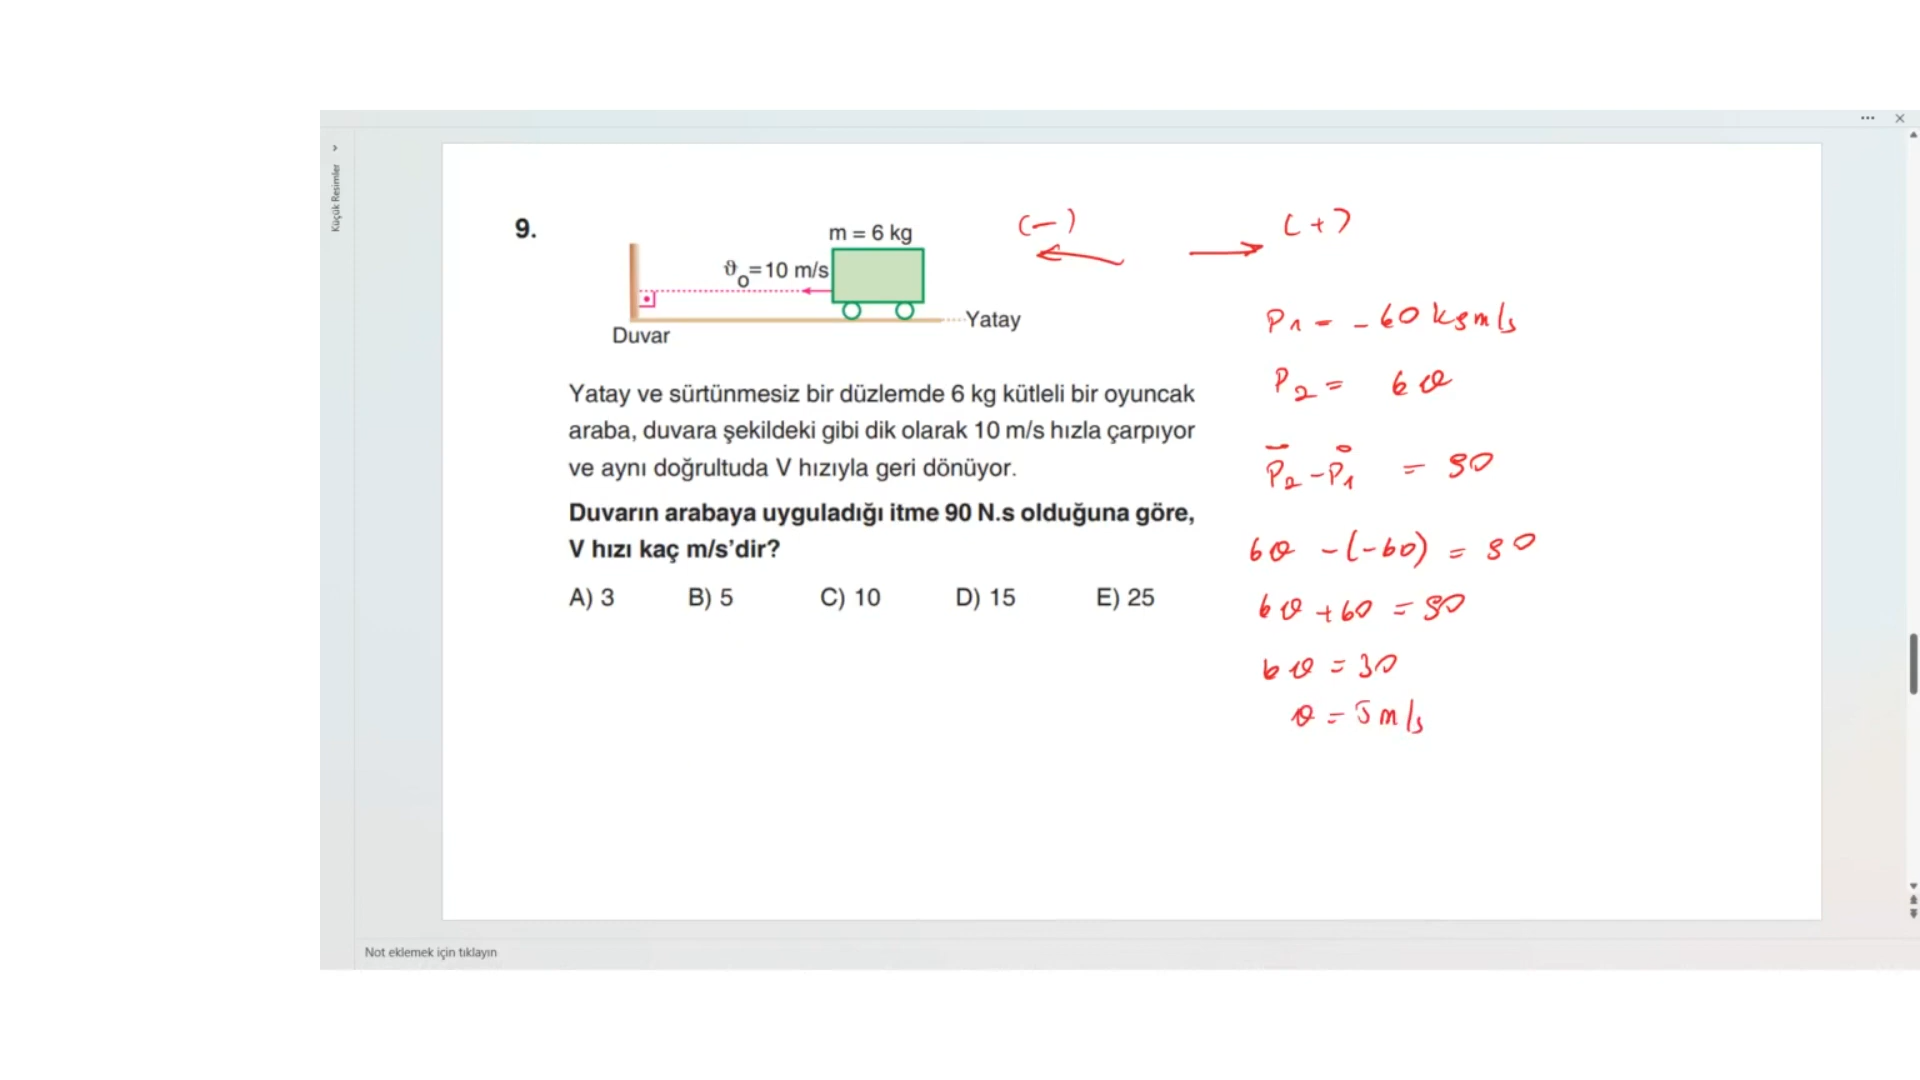 Küçük Resimler
9.
m = 6 kg
(-)
(+)
ϑo=10 m/s
Yatay
Duvar
P1 = -60 kgm/s
P2 = 6ϑ
Yatay ve sürtünmesiz bir düzlemde 6 kg kütleli bir oyuncak
araba, duvara şekildeki gibi dik olarak 10 m/s hızla çarpıyor
ve aynı doğrultuda V hızıyla geri dönüyor.
P2 - P1 = 90
Duvarın arabaya uyguladığı itme 90 N.s olduğuna göre,
V hızı kaç m/s'dir?
6ϑ -(-60) = 90
A) 3 B) 5 C) 10 D) 15 E) 25
6ϑ + 60 = 90
6ϑ = 30
ϑ = 5 m/s
Not eklemek için tıklayın